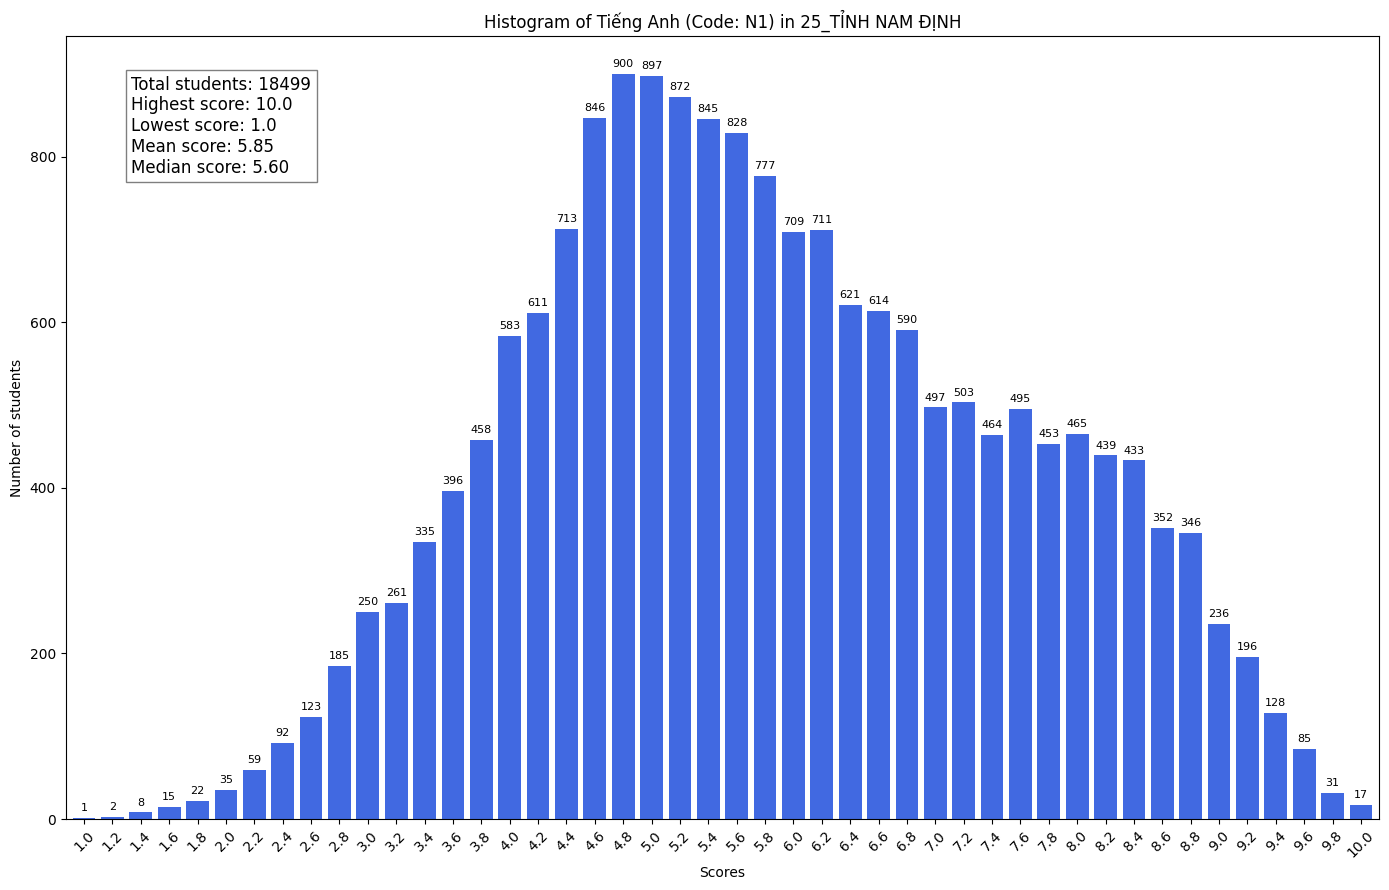 Histogram of Tiếng Anh (Code: N1) in 25_TỈNH NAM ĐỊNH
Total students: 18499
Highest score: 10.0
Lowest score: 1.0
Mean score: 5.85
Median score: 5.60
Number of students
800
600
400
200
0
1 2 8 15 22 35 59 92 123 185 250 261 335 396 458 583 611 713 846 900 897 872 845 828 777 709 711 621 614 590 497 503 464 495 453 465 439 433 352 346 236 196 128 85 31 17
1.0 1.2 1.4 1.6 1.8 2.0 2.2 2.4 2.6 2.8 3.0 3.2 3.4 3.6 3.8 4.0 4.2 4.4 4.6 4.8 5.0 5.2 5.4 5.6 5.8 6.0 6.2 6.4 6.6 6.8 7.0 7.2 7.4 7.6 7.8 8.0 8.2 8.4 8.6 8.8 9.0 9.2 9.4 9.6 9.8 10.0
Scores